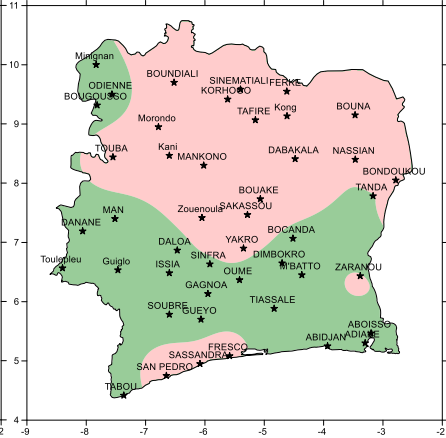 11
10
9
8
7
6
5
4
Minignan
ODIENNE
BOUGOUSSO
BOUNDIALI
SINEMATIALI
FERKE
KORHOGO
TAFIRE
Kong
BOUNA
Morondo
TOUBA
Kani
MANKONO
DABAKALA
NASSIAN
BONDOUKOU
TANDA
BOUAKE
SAKASSOU
Zouenoula
MAN
DANANE
BOCANDA
YAKRO
DALOA
DIMBOKRO
SINFRA
Toulepleu
Guiglo
ISSIA
OUME
ZARANOU
GAGNOA
TIASSALE
SOUBRE
GUEYO
ABOISSO
ABIDJAN
FRESCO
SASSANDRA
SAN PEDRO
TABOU
-9 -8 -7 -6 -5 -4 -3 -2